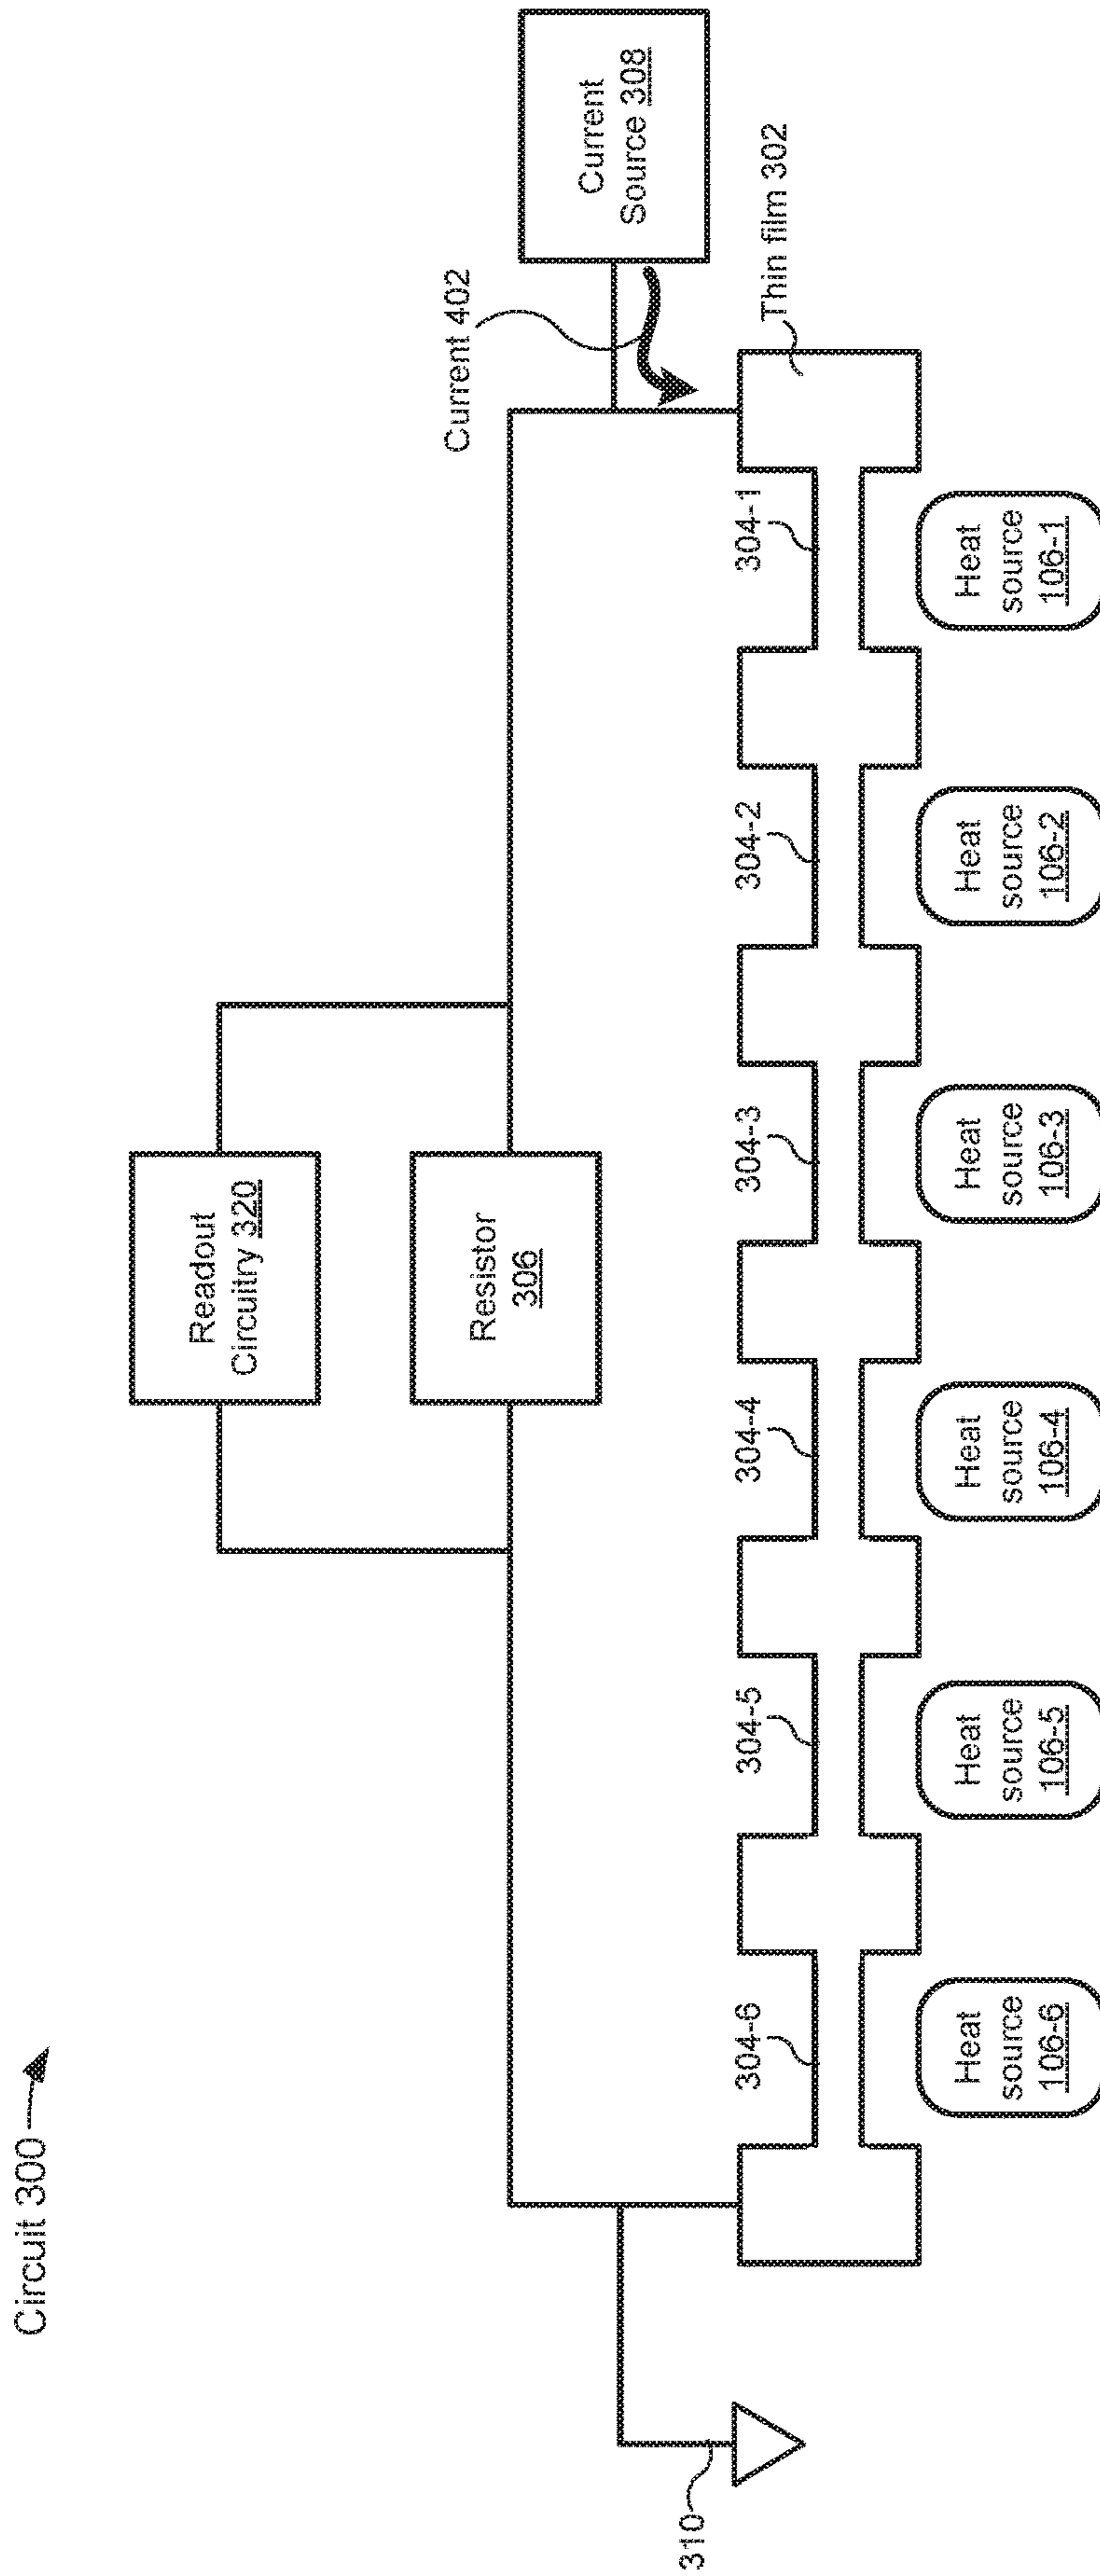 Circuit 300
Readout
Circuitry 320
Resistor
306
Current 402
Current
Source 308
310
304-6
304-5
304-4
304-3
304-2
304-1
Thin film 302
Heat
source
106-6
Heat
source
106-5
Heat
source
106-4
Heat
source
106-3
Heat
source
106-2
Heat
source
106-1